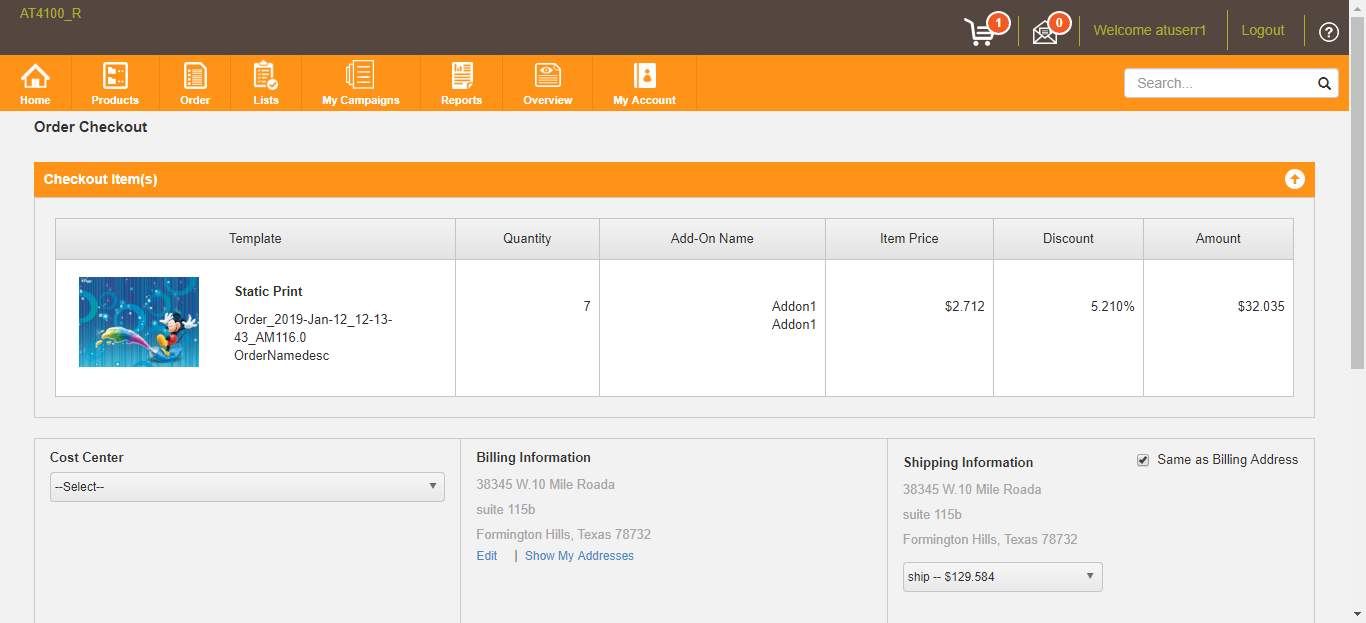 AT4100_R
1
0
Welcome atuserr1
Logout
?
Home
Products
Order
Lists
My Campaigns
Reports
Overview
My Account
Search...
Order Checkout
Checkout Item(s)
Template
Quantity
Add-On Name
Item Price
Discount
Amount
Static Print
Order_2019-Jan-12_12-13-
43_AM116.0
OrderNamedesc
7
Addon1
Addon1
$2.712
5.210%
$32.035
Cost Center
--Select--
Billing Information
38345 W.10 Mile Roada
suite 115b
Formington Hills, Texas 78732
Edit | Show My Addresses
Shipping Information
Same as Billing Address
38345 W.10 Mile Roada
suite 115b
Formington Hills, Texas 78732
ship -- $129.584